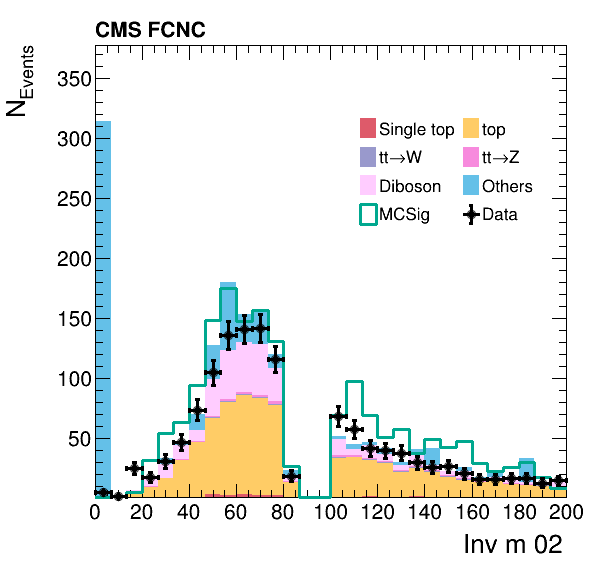 CMS FCNC
N_Events
350
300
250
200
150
100
50
Single top
top
tt→W
tt→Z
Diboson
Others
MCSig
Data
0 20 40 60 80 100 120 140 160 180 200
Inv m 02